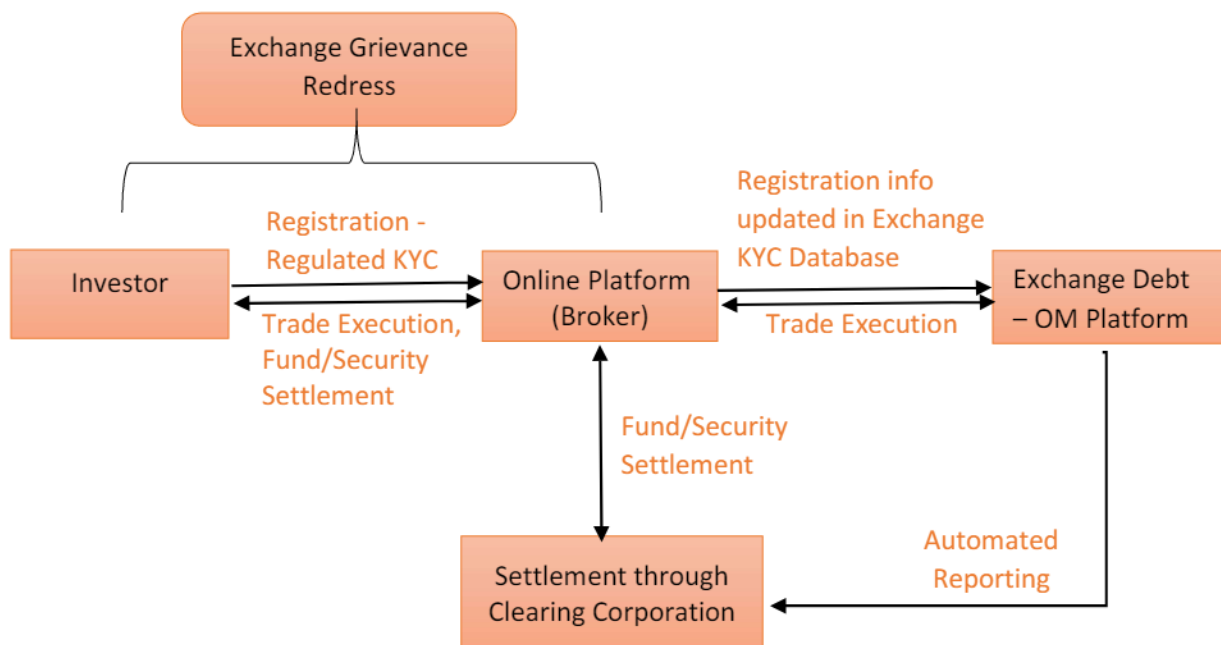 Exchange Grievance
Redress
Registration -
Regulated KYC
Registration info
updated in Exchange
KYC Database
Investor
Online Platform
(Broker)
Exchange Debt
– OM Platform
Trade Execution,
Fund/Security
Settlement
Trade Execution
Fund/Security
Settlement
Automated
Reporting
Settlement through
Clearing Corporation